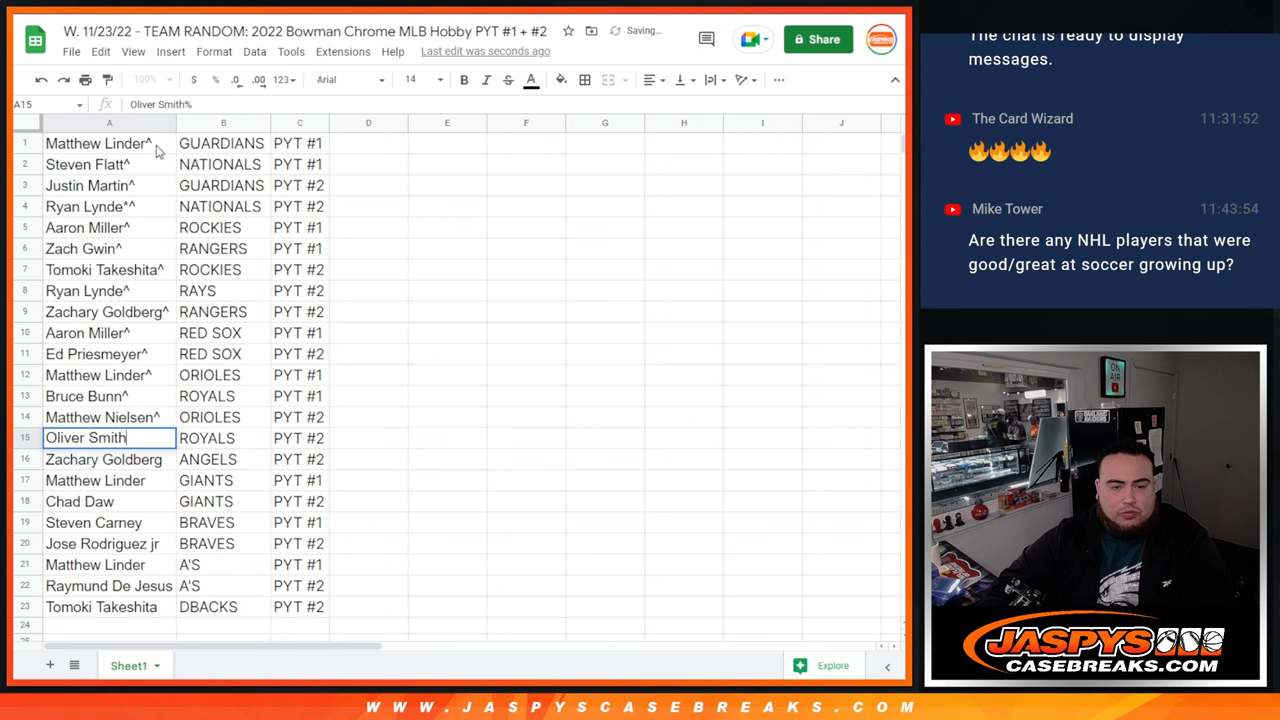 W. 11/23/22 - TEAM RANDOM: 2022 Bowman Chrome MLB Hobby PYT #1 + #2 Saving...
File Edit View Insert Format Data Tools Extensions Help Last edit was seconds ago
Share
100% $ % .0 .00 123 Arial 14 B I S A
A15 fx Oliver Smith%
A B C D E F G H I J
1 Matthew Linder^ GUARDIANS PYT #1
2 Steven Flatt^ NATIONALS PYT #1
3 Justin Martin^ GUARDIANS PYT #2
4 Ryan Lynde*^ NATIONALS PYT #2
5 Aaron Miller^ ROCKIES PYT #1
6 Zach Gwin^ RANGERS PYT #1
7 Tomoki Takeshita^ ROCKIES PYT #2
8 Ryan Lynde^ RAYS PYT #2
9 Zachary Goldberg^ RANGERS PYT #2
10 Aaron Miller^ RED SOX PYT #1
11 Ed Priesmeyer^ RED SOX PYT #2
12 Matthew Linder^ ORIOLES PYT #1
13 Bruce Bunn^ ROYALS PYT #1
14 Matthew Nielsen^ ORIOLES PYT #2
15 Oliver Smith ROYALS PYT #2
16 Zachary Goldberg ANGELS PYT #2
17 Matthew Linder GIANTS PYT #1
18 Chad Daw GIANTS PYT #2
19 Steven Carney BRAVES PYT #1
20 Jose Rodriguez jr BRAVES PYT #2
21 Matthew Linder A'S PYT #1
22 Raymund De Jesus A'S PYT #2
23 Tomoki Takeshita DBACKS PYT #2
24
Sheet1
Explore
The chat is ready to display
messages.
The Card Wizard 11:31:52
🔥🔥🔥🔥
Mike Tower 11:43:54
Are there any NHL players that were
good/great at soccer growing up?
ON
AIR
JASPYS
CASEBREAKS.COM
WWW.JASPYSCASEBREAKS.COM